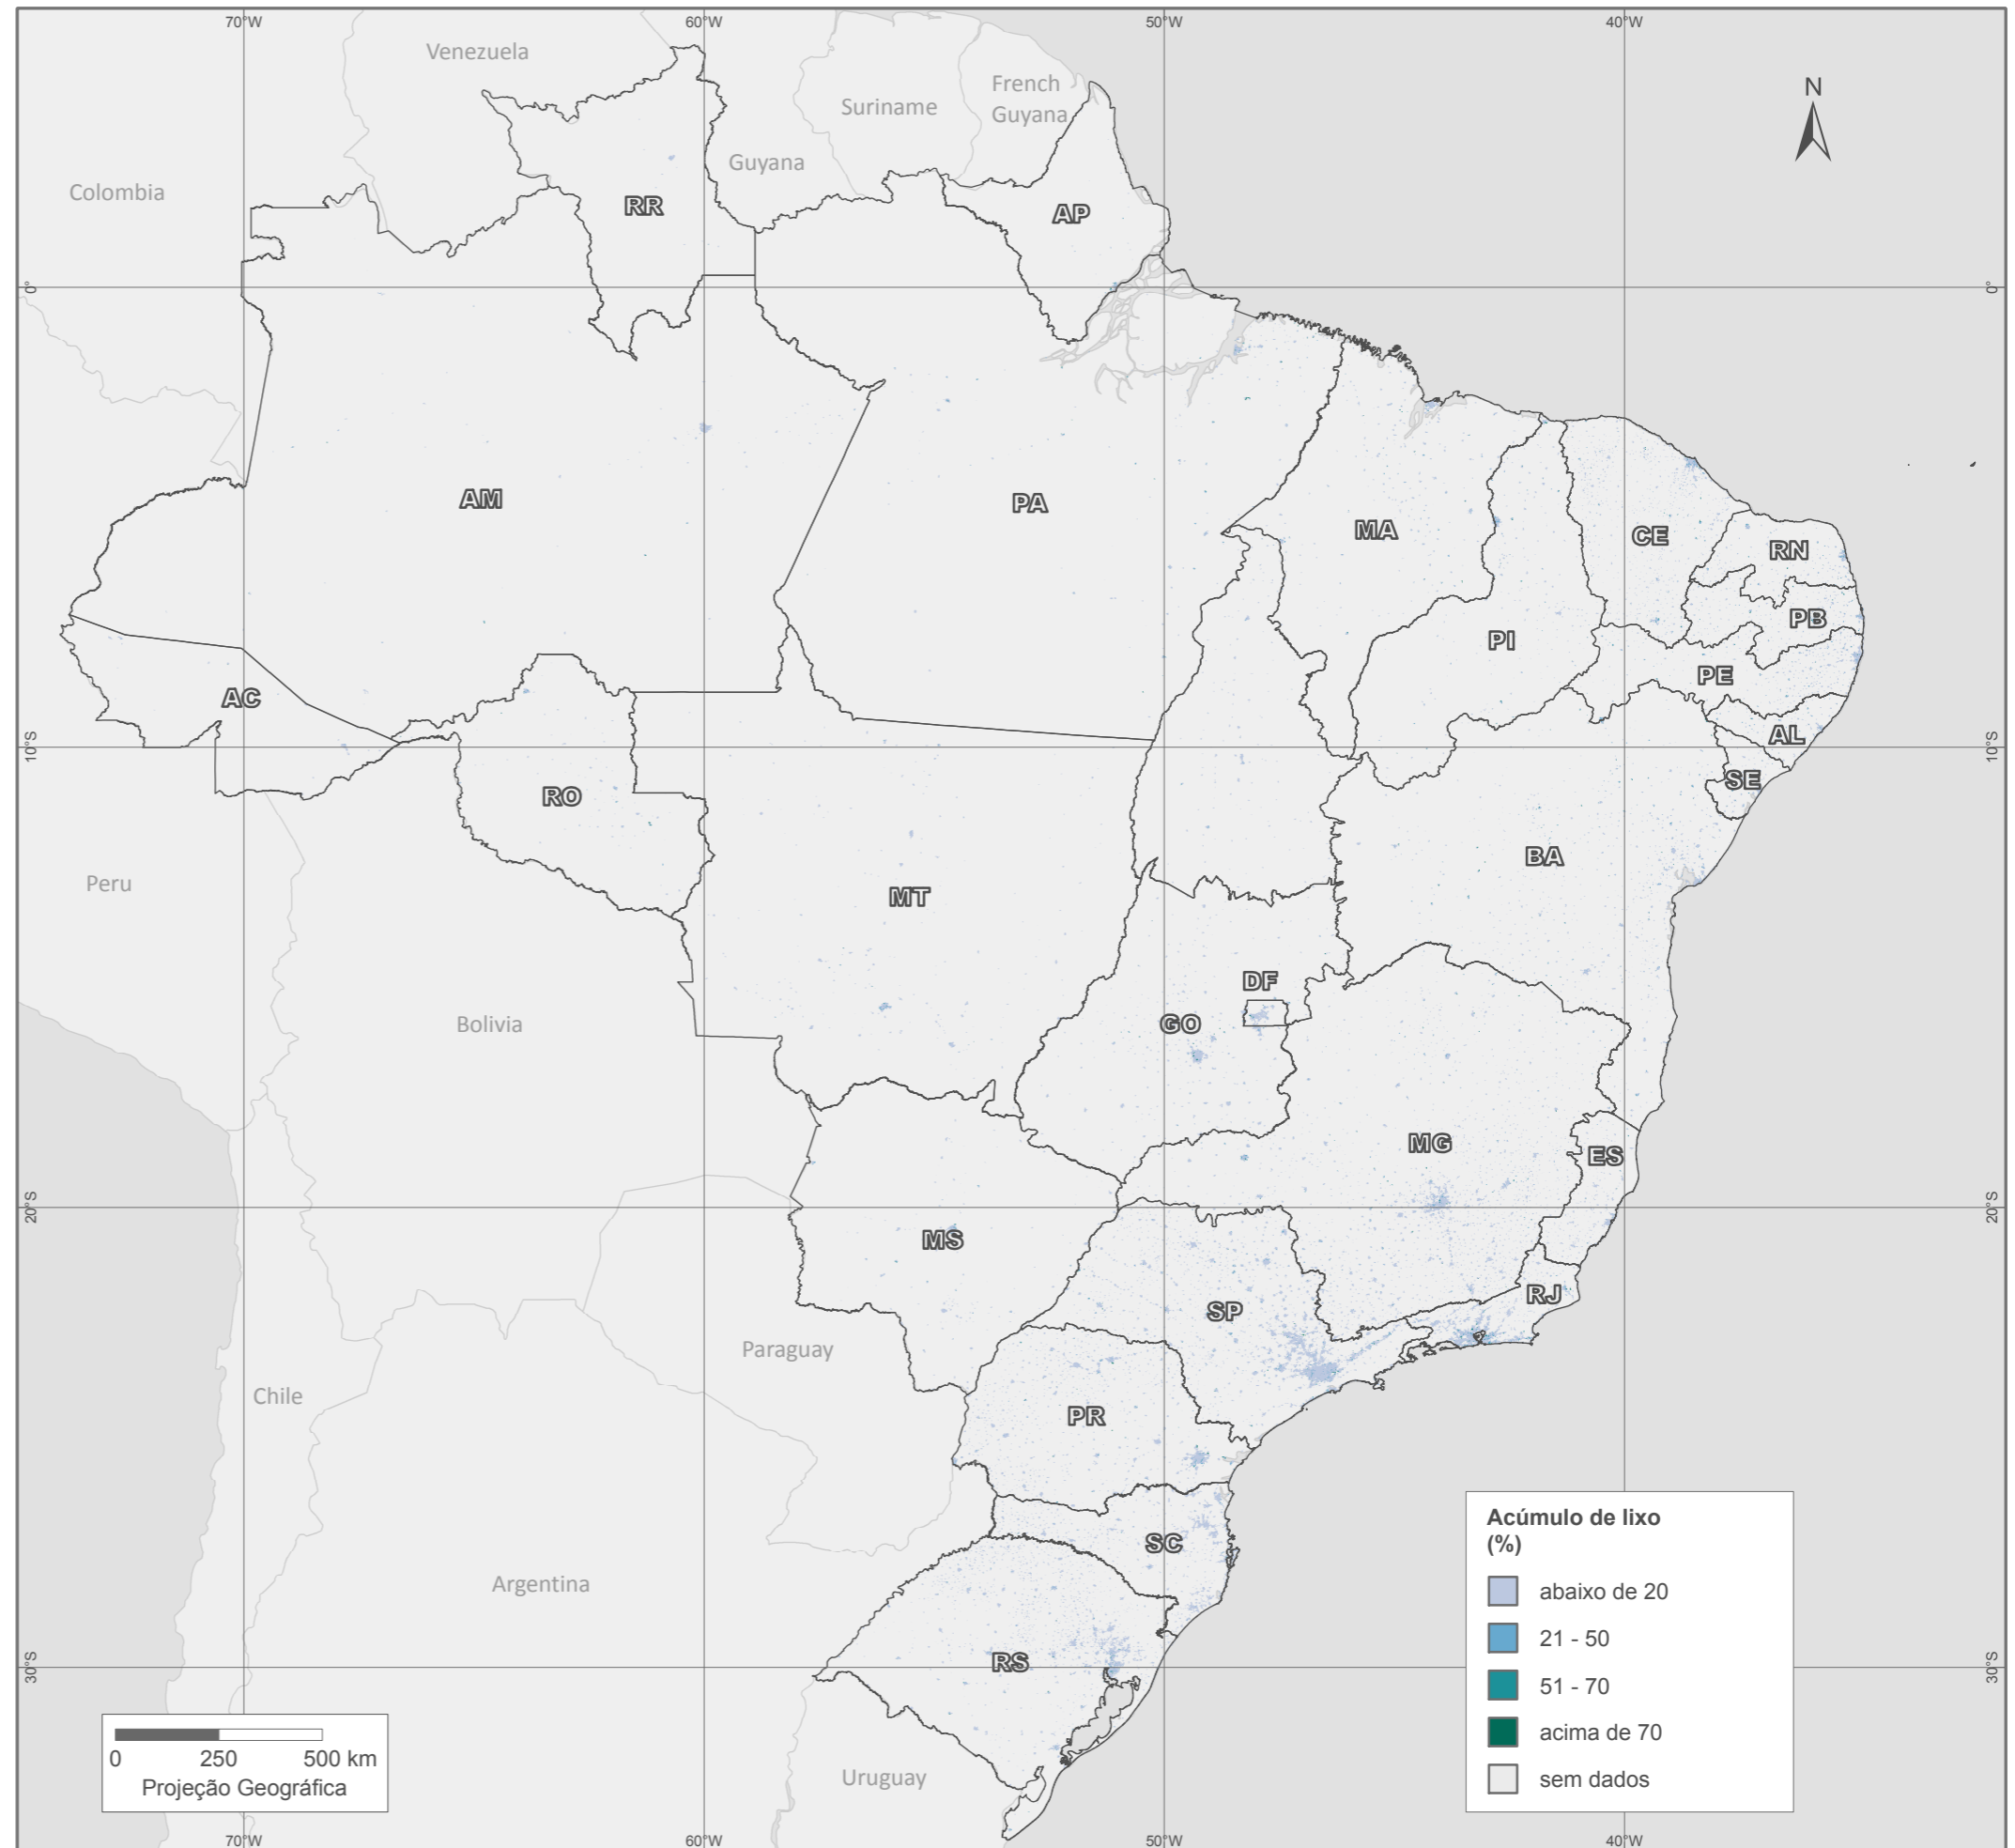 70°W
60°W
50°W
40°W
Venezuela
Suriname
French
Guyana
Guyana
Colombia
N
RR
AP
0°
0°
AM
PA
MA
CE
RN
PB
PI
PE
AC
AL
10°S
10°S
SE
RO
BA
MT
Peru
DF
GO
Bolivia
MG
ES
20°S
20°S
MS
RJ
SP
Paraguay
Chile
PR
SC
Argentina
RS
30°S
30°S
Uruguay
0 250 500 km
Projeção Geográfica
Acúmulo de lixo
(%)
abaixo de 20
21 - 50
51 - 70
acima de 70
sem dados
70°W
60°W
50°W
40°W